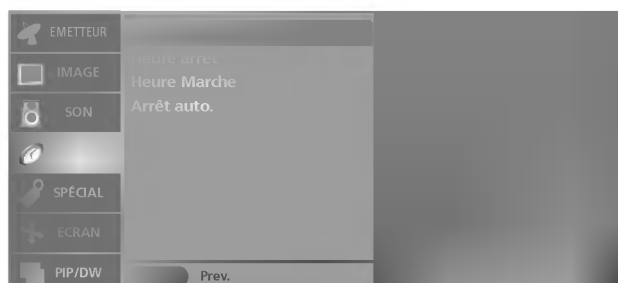 EMETTEUR
IMAGE
SON
SPÉCIAL
ECRAN
PIP/DW
Heure arrêt
Heure Marche
Arrêt auto.
Prev.